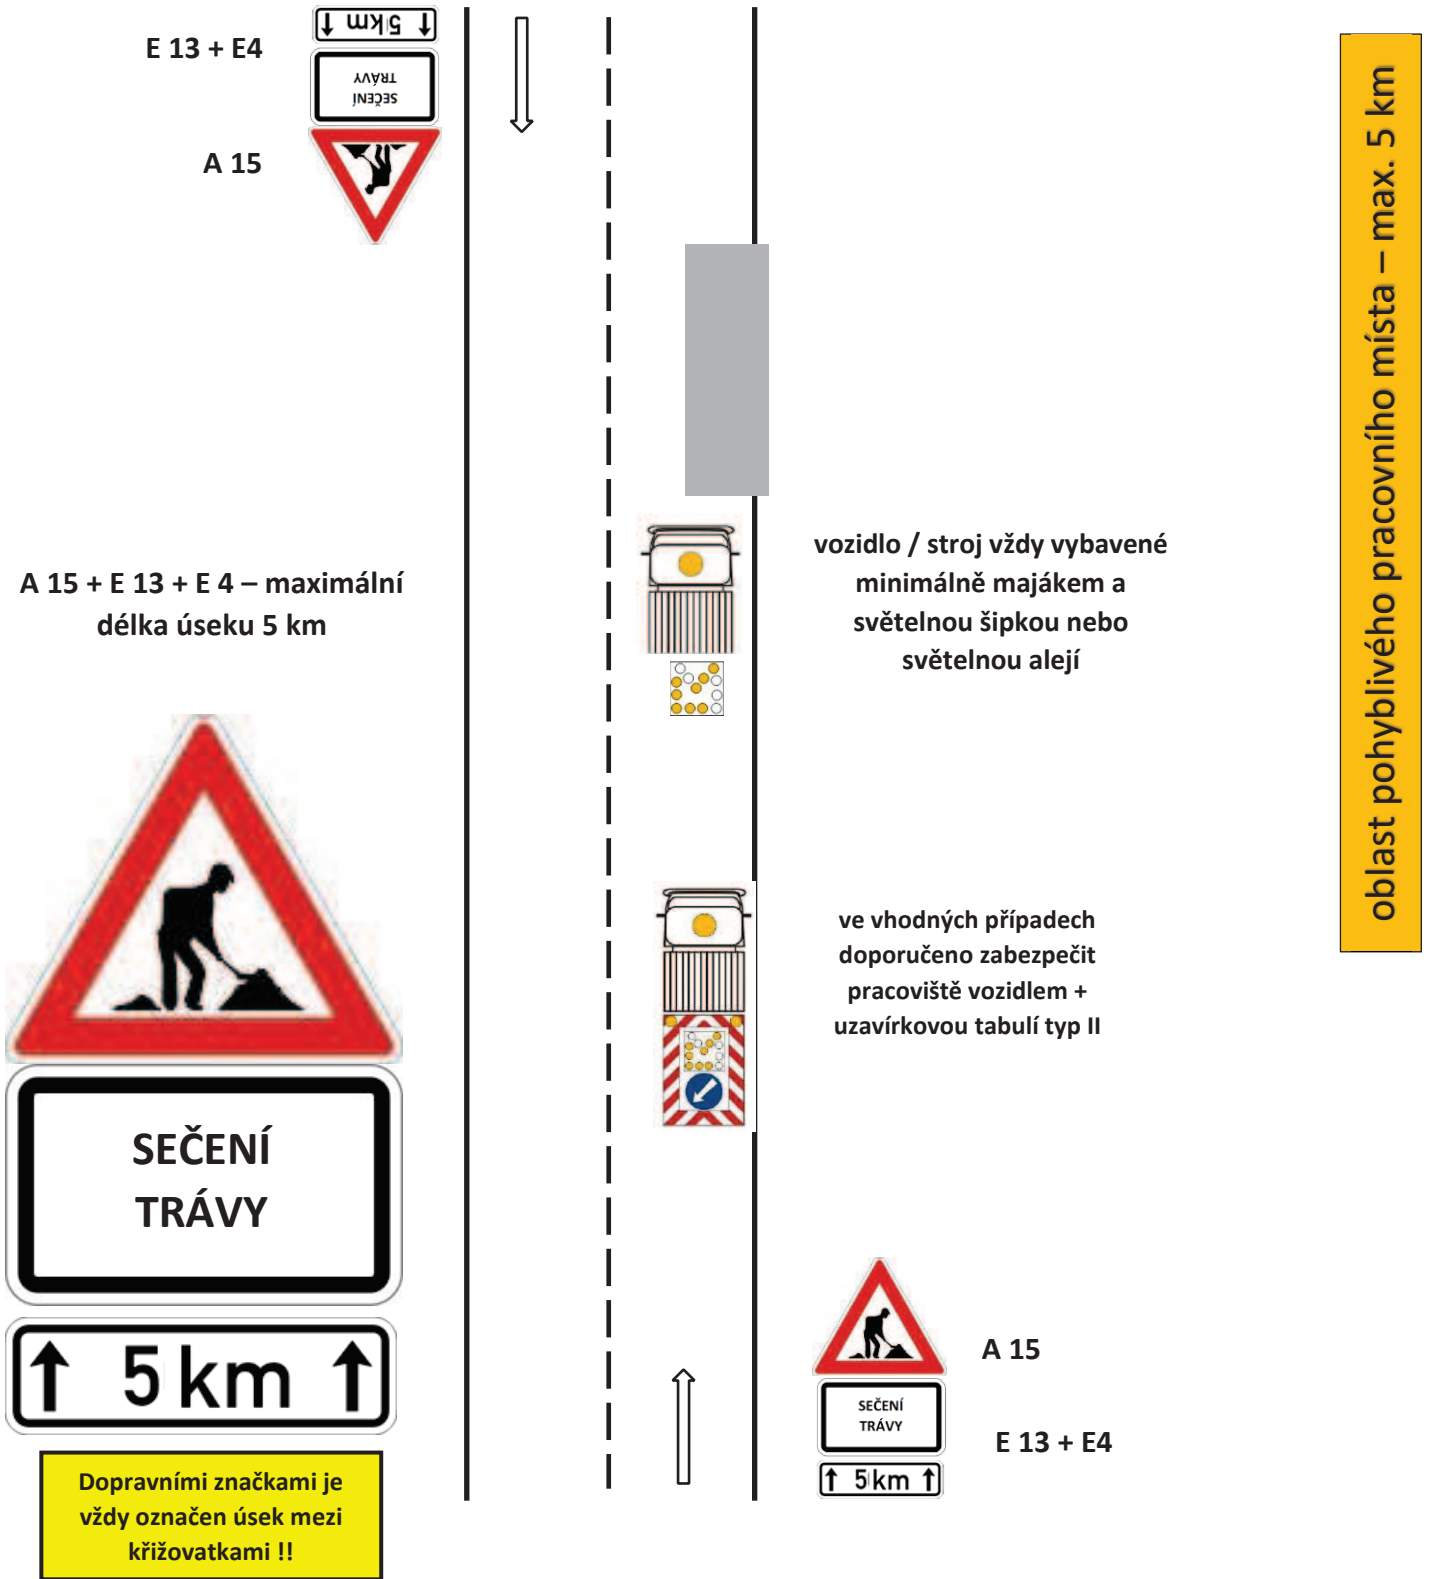 5 km
E 13 + E4
SEČENÍ
TRÁVY
A 15
oblast pohyblivého pracovního místa – max. 5 km
vozidlo / stroj vždy vybavené
minimálně majákem a
světelnou šipkou nebo
světelnou alejí
A 15 + E 13 + E 4 – maximální
délka úseku 5 km
ve vhodných případech
doporučeno zabezpečit
pracoviště vozidlem +
uzavírkovou tabulí typ II
SEČENÍ
TRÁVY
5 km
A 15
SEČENÍ
TRÁVY
E 13 + E4
5 km
Dopravními značkami je
vždy označen úsek mezi
křižovatkami !!